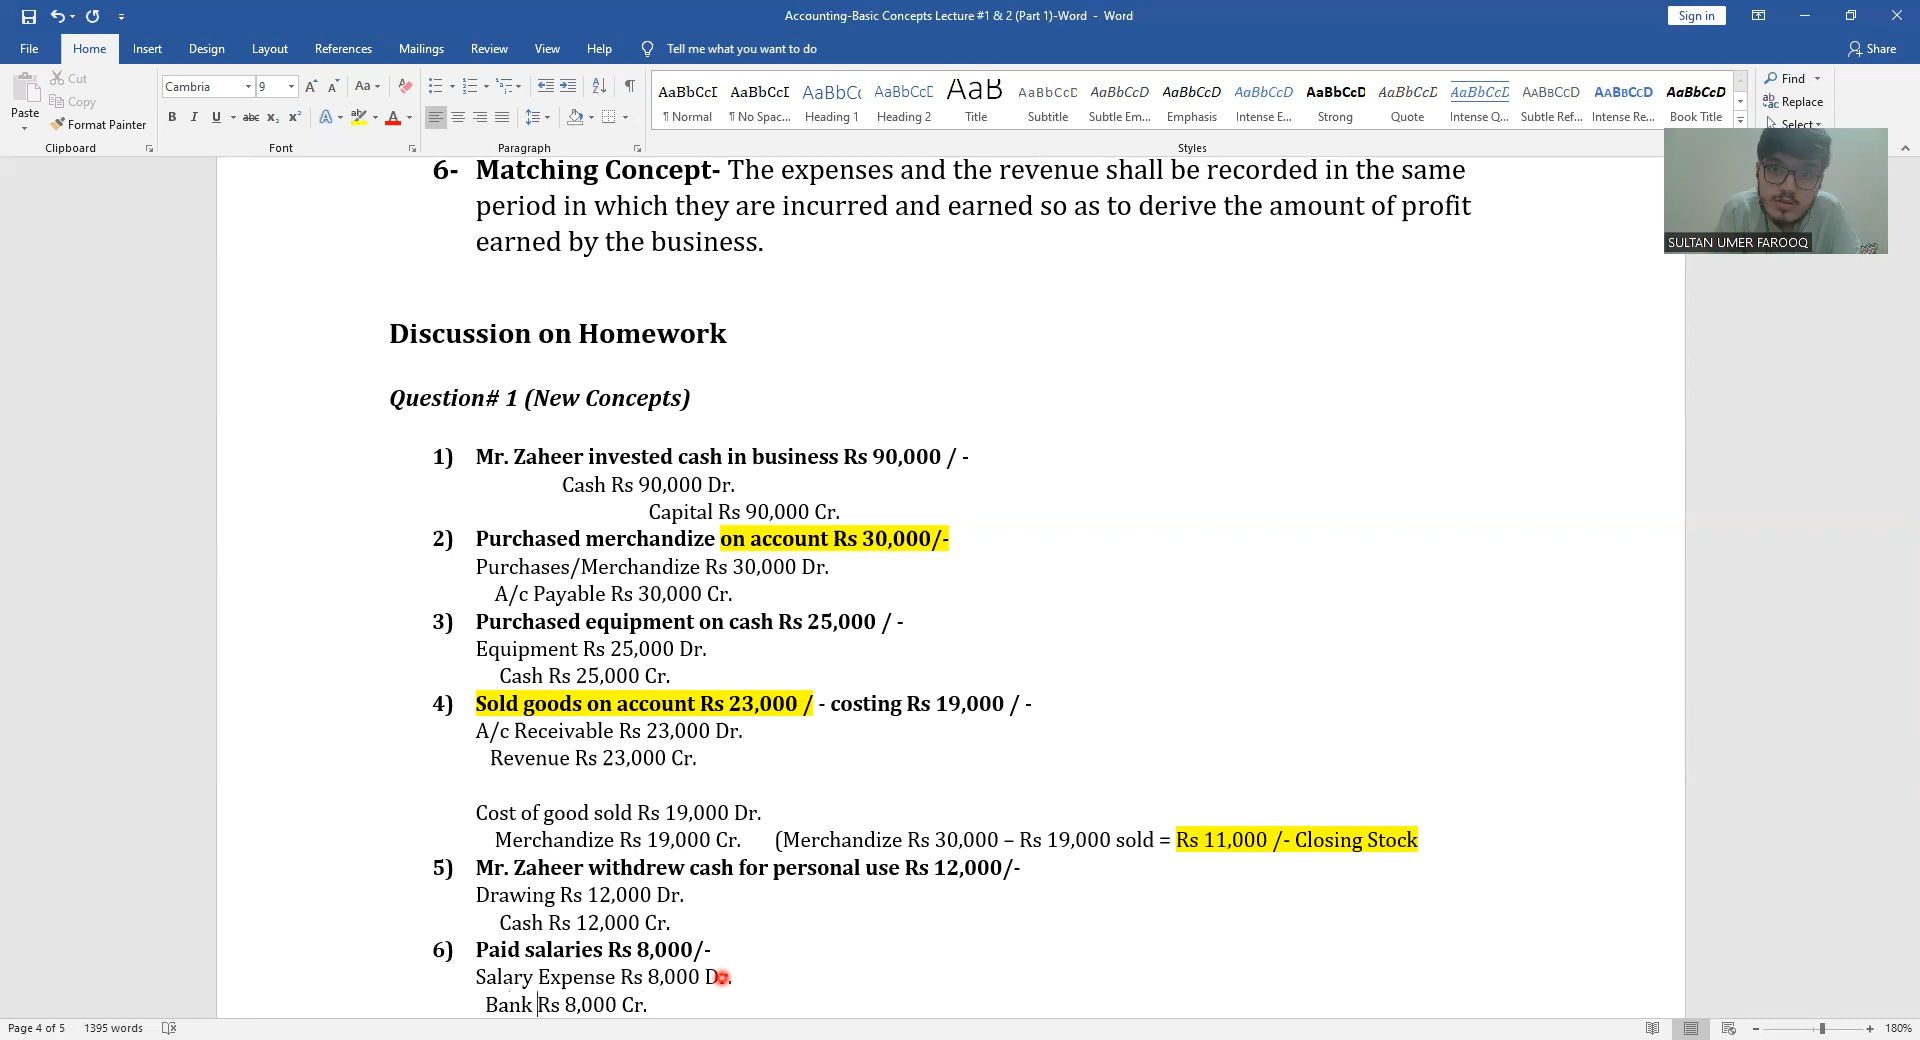 Accounting-Basic Concepts Lecture #1 & 2 (Part 1)-Word - Word
Sign in
File Home Insert Design Layout References Mailings Review View Help Tell me what you want to do Share
Paste
Cut
Copy
Format Painter
Clipboard
Cambria 9
Font
Paragraph
AaBbCcI AaBbCcI AaBbC AaBbCcE AaB AaBbCcD AaBbCcD AaBbCcD AaBbCcD AaBbCcD AaBbCcD AaBbCcD AaBbCcD AaBbCcD AaBbCcD
¶ Normal ¶ No Spac... Heading 1 Heading 2 Title Subtitle Subtle Em... Emphasis Intense E... Strong Quote Intense Q... Subtle Ref... Intense Re... Book Title
Styles
Find
Replace
Select
SULTAN UMER FAROOQ
6- Matching Concept- The expenses and the revenue shall be recorded in the same
period in which they are incurred and earned so as to derive the amount of profit
earned by the business.
Discussion on Homework
Question# 1 (New Concepts)
1) Mr. Zaheer invested cash in business Rs 90,000 / -
Cash Rs 90,000 Dr.
Capital Rs 90,000 Cr.
2) Purchased merchandize on account Rs 30,000/-
Purchases/Merchandize Rs 30,000 Dr.
A/c Payable Rs 30,000 Cr.
3) Purchased equipment on cash Rs 25,000 / -
Equipment Rs 25,000 Dr.
Cash Rs 25,000 Cr.
4) Sold goods on account Rs 23,000 / - costing Rs 19,000 / -
A/c Receivable Rs 23,000 Dr.
Revenue Rs 23,000 Cr.
Cost of good sold Rs 19,000 Dr.
Merchandize Rs 19,000 Cr. (Merchandize Rs 30,000 – Rs 19,000 sold = Rs 11,000 /- Closing Stock
5) Mr. Zaheer withdrew cash for personal use Rs 12,000/-
Drawing Rs 12,000 Dr.
Cash Rs 12,000 Cr.
6) Paid salaries Rs 8,000/-
Salary Expense Rs 8,000 Dr.
Bank Rs 8,000 Cr.
Page 4 of 5 1395 words 180%